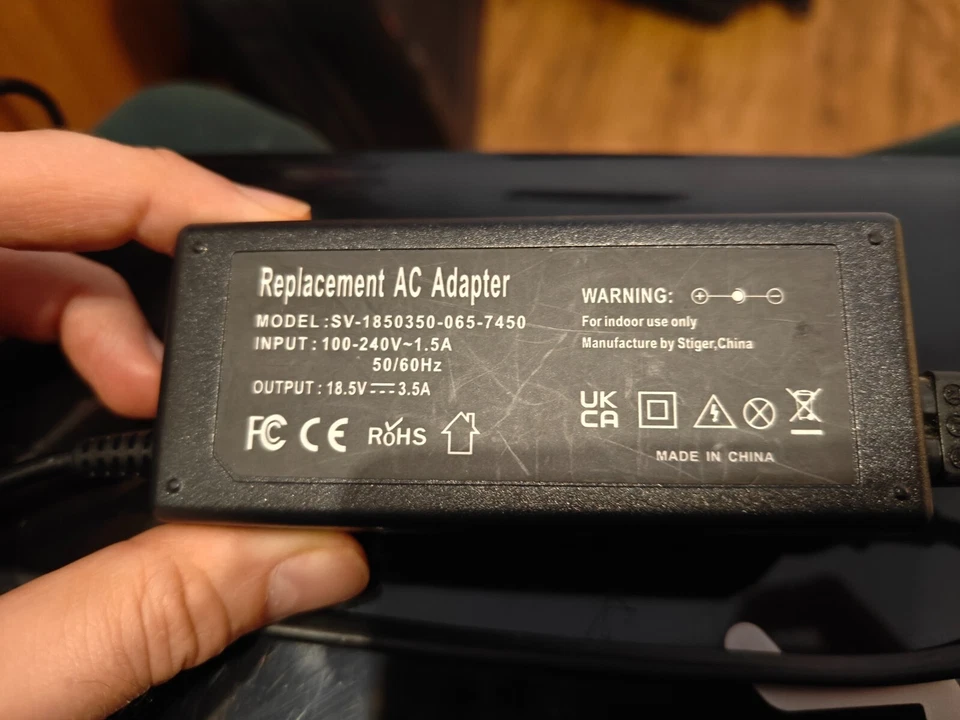 Replacement AC Adapter
MODEL:SV-1850350-065-7450
INPUT: 100-240V~1.5A
50/60Hz
OUTPUT: 18.5V⎓3.5A
FC CE RoHS
WARNING:
For indoor use only
Manufacture by Stiger,China
UK
CA
MADE IN CHINA